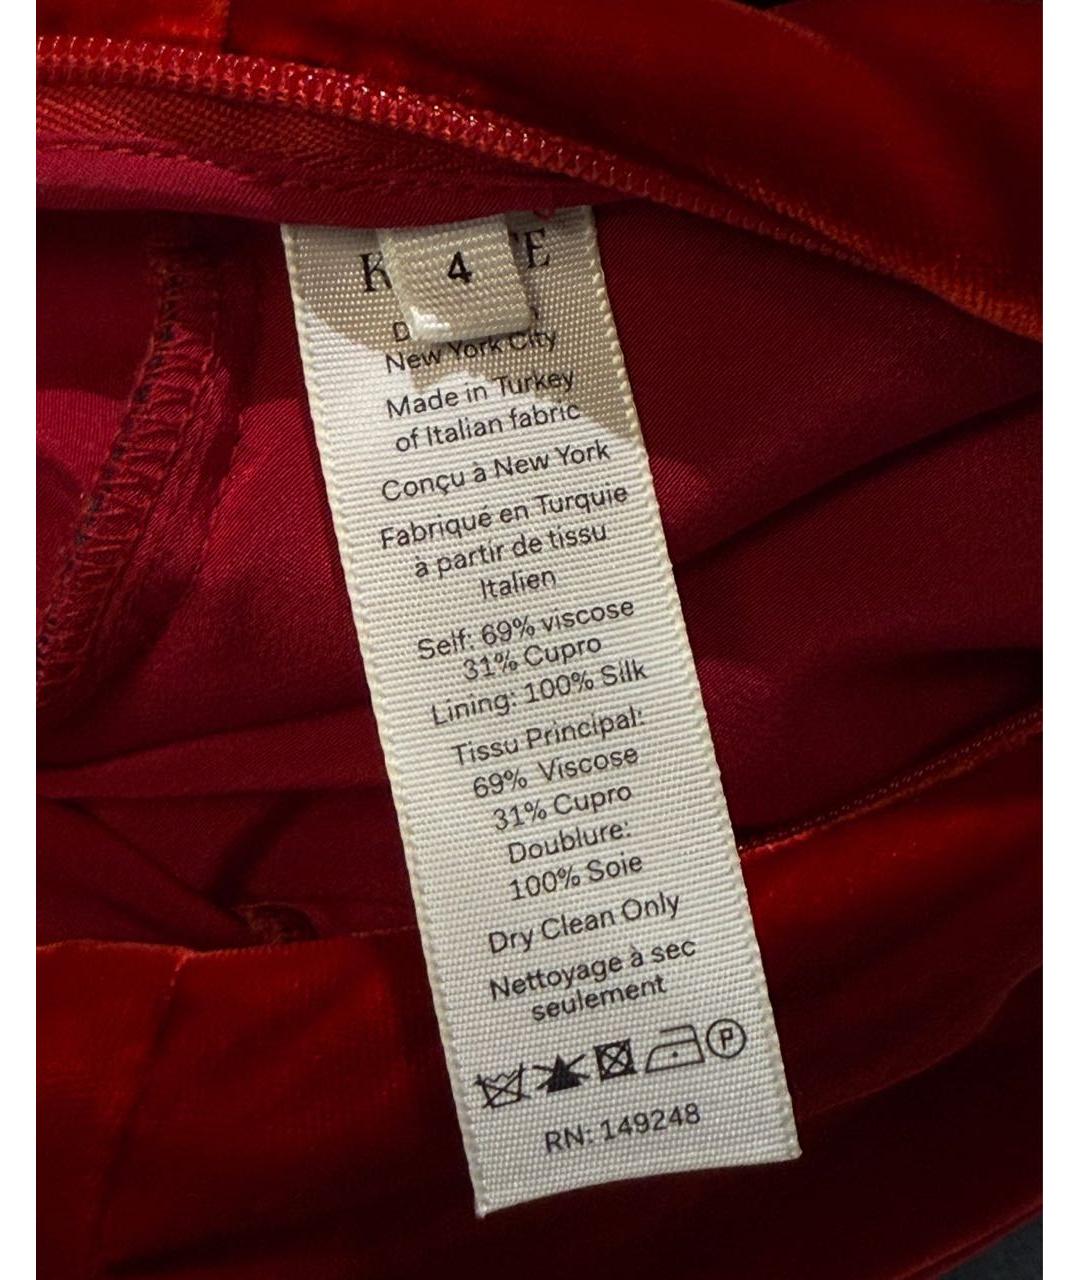 4
New York City
Made in Turkey
of Italian fabric
Conçu à New York
Fabriqué en Turquie
à partir de tissu
Italien
Self: 69% viscose
31% Cupro
Lining: 100% Silk
Tissu Principal:
69% Viscose
31% Cupro
Doublure:
100% Soie
Dry Clean Only
Nettoyage à sec
seulement
P
RN: 149248